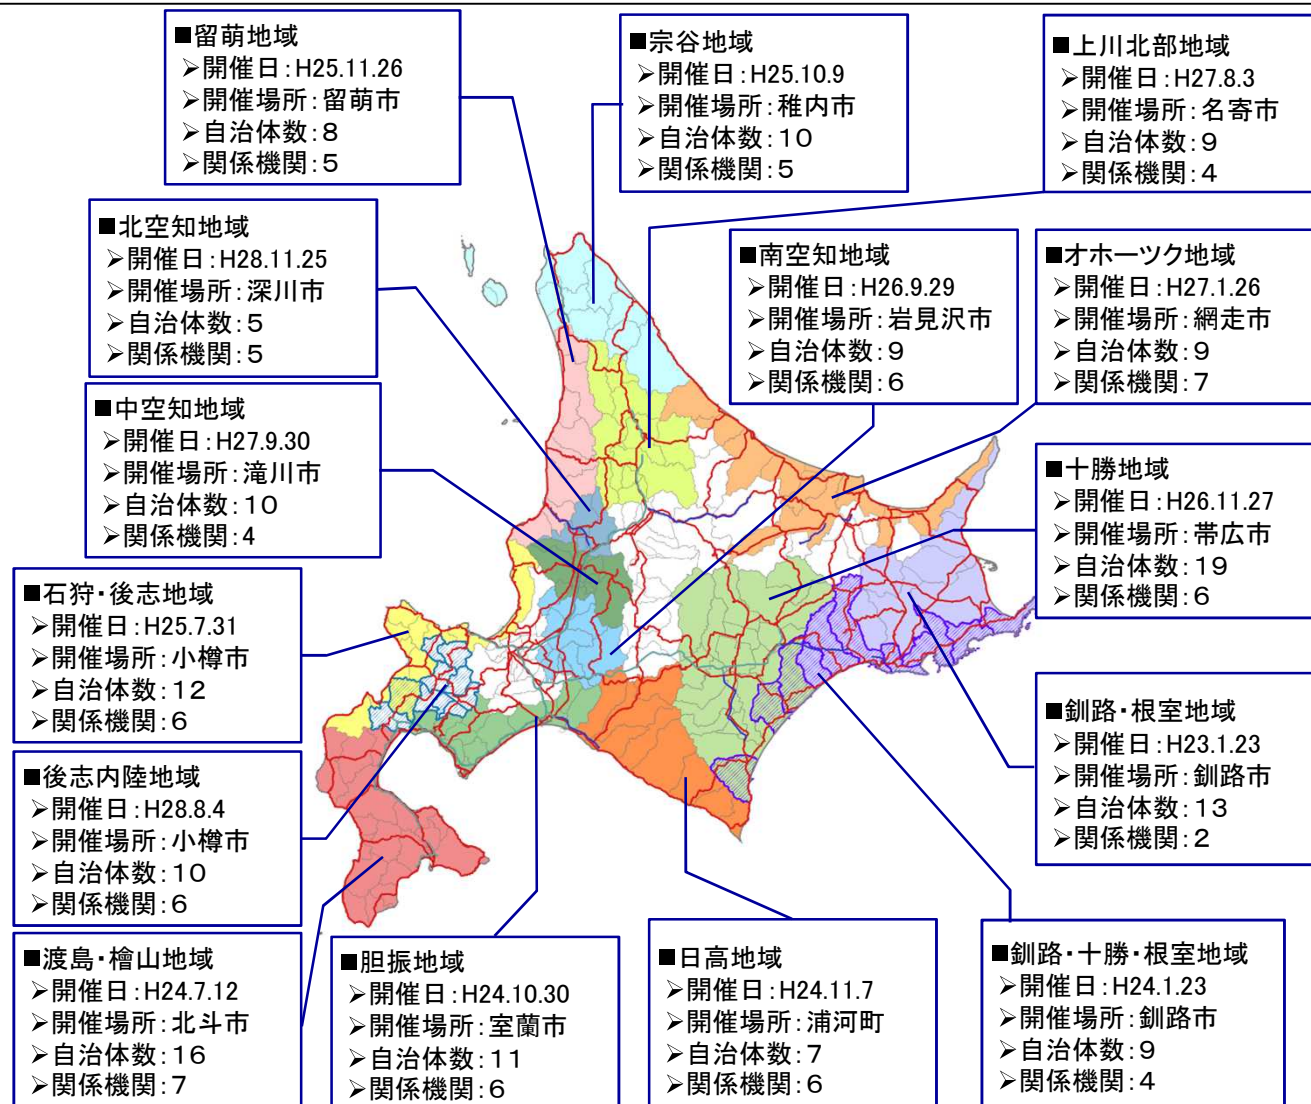 ■留萌地域
➢開催日：H25.11.26
➢開催場所：留萌市
➢自治体数：８
➢関係機関：５
■宗谷地域
➢開催日：H25.10.9
➢開催場所：稚内市
➢自治体数：１０
➢関係機関：５
■上川北部地域
➢開催日：H27.8.3
➢開催場所：名寄市
➢自治体数：９
➢関係機関：４
■北空知地域
➢開催日：H28.11.25
➢開催場所：深川市
➢自治体数：５
➢関係機関：５
■南空知地域
➢開催日：H26.9.29
➢開催場所：岩見沢市
➢自治体数：９
➢関係機関：６
■オホーツク地域
➢開催日：H27.1.26
➢開催場所：網走市
➢自治体数：９
➢関係機関：７
■中空知地域
➢開催日：H27.9.30
➢開催場所：滝川市
➢自治体数：１０
➢関係機関：４
■十勝地域
➢開催日：H26.11.27
➢開催場所：帯広市
➢自治体数：１９
➢関係機関：６
■石狩・後志地域
➢開催日：H25.7.31
➢開催場所：小樽市
➢自治体数：１２
➢関係機関：６
■釧路・根室地域
➢開催日：H23.1.23
➢開催場所：釧路市
➢自治体数：１３
➢関係機関：２
■後志内陸地域
➢開催日：H28.8.4
➢開催場所：小樽市
➢自治体数：１０
➢関係機関：６
■渡島・檜山地域
➢開催日：H24.7.12
➢開催場所：北斗市
➢自治体数：１６
➢関係機関：７
■胆振地域
➢開催日：H24.10.30
➢開催場所：室蘭市
➢自治体数：１１
➢関係機関：６
■日高地域
➢開催日：H24.11.7
➢開催場所：浦河町
➢自治体数：７
➢関係機関：６
■釧路・十勝・根室地域
➢開催日：H24.1.23
➢開催場所：釧路市
➢自治体数：９
➢関係機関：４